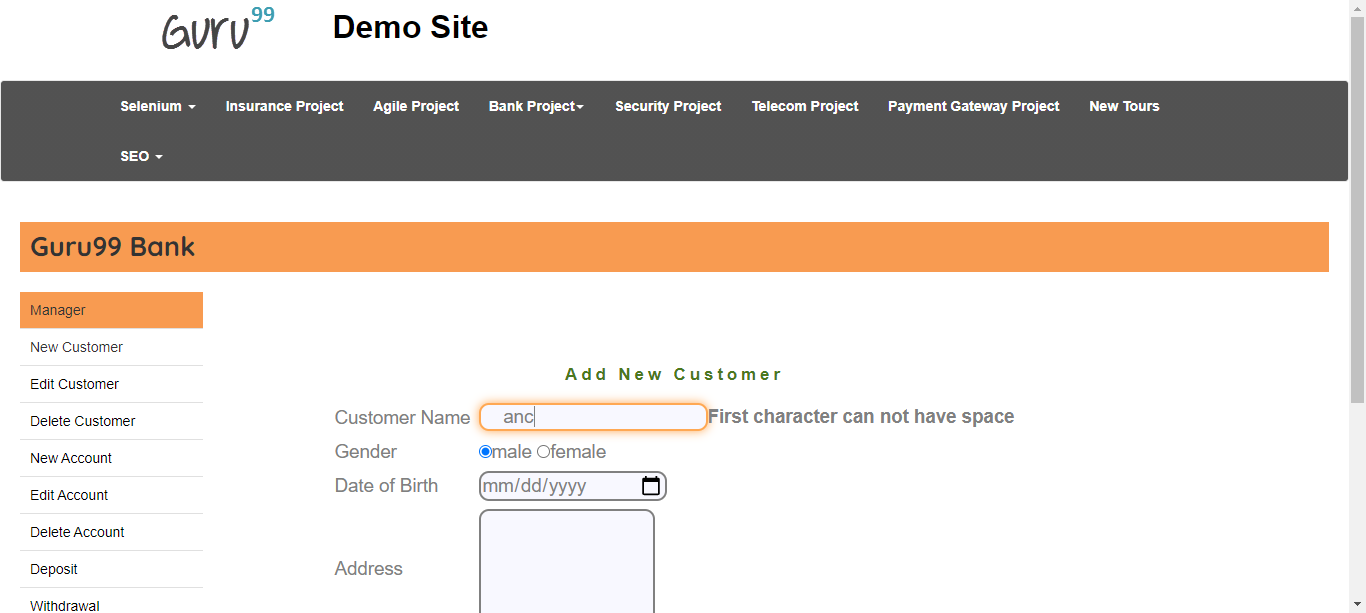 Guru99 Demo Site
Selenium Insurance Project Agile Project Bank Project Security Project Telecom Project Payment Gateway Project New Tours
SEO
Guru99 Bank
Manager
New Customer
Edit Customer
Delete Customer
New Account
Edit Account
Delete Account
Deposit
Withdrawal
Add New Customer
Customer Name anc First character can not have space
Gender male female
Date of Birth mm/dd/yyyy
Address